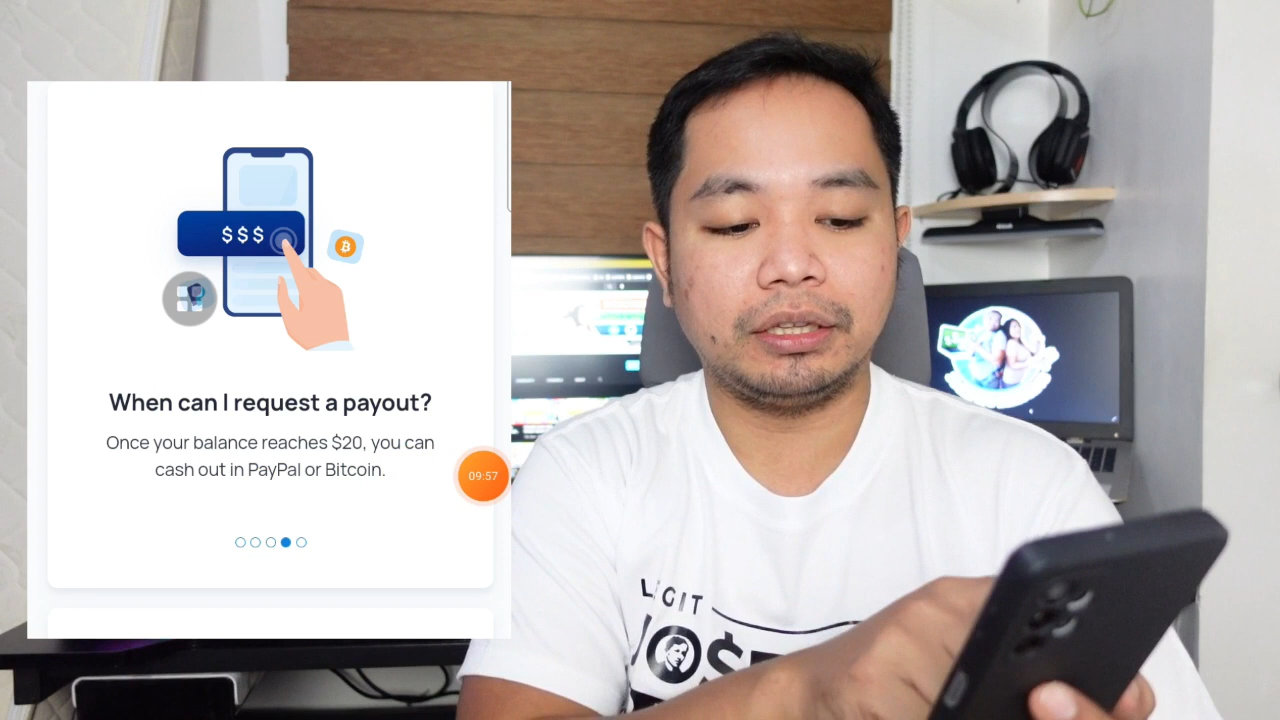 $$$
When can I request a payout?
Once your balance reaches $20, you can
cash out in PayPal or Bitcoin.
09:57